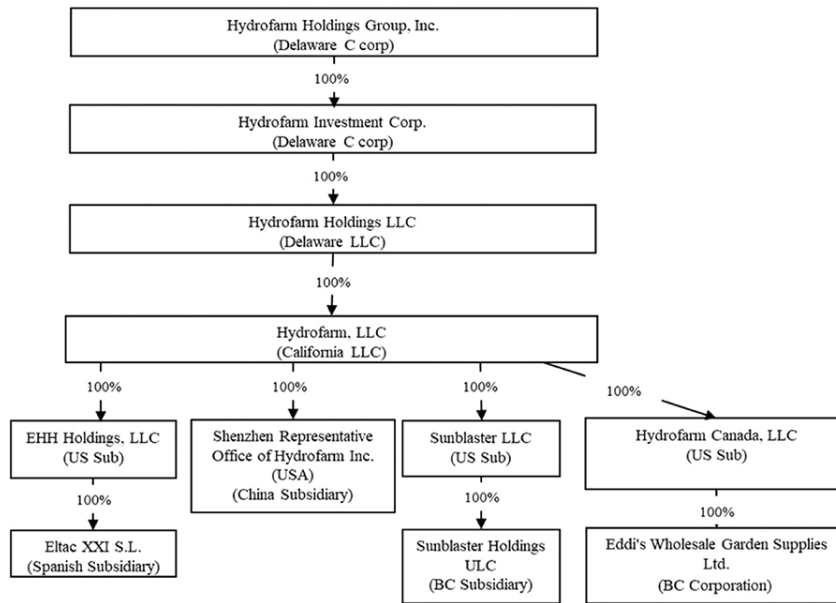 Hydrofarm Holdings Group, Inc.
(Delaware C corp)
100%
Hydrofarm Investment Corp.
(Delaware C corp)
100%
Hydrofarm Holdings LLC
(Delaware LLC)
100%
Hydrofarm, LLC
(California LLC)
100%
100%
100%
100%
EHH Holdings, LLC
(US Sub)
Shenzhen Representative
Office of Hydrofarm Inc.
(USA)
(China Subsidiary)
Sunblaster LLC
(US Sub)
Hydrofarm Canada, LLC
(US Sub)
100%
100%
100%
Eltac XXI S.L.
(Spanish Subsidiary)
Sunblaster Holdings
ULC
(BC Subsidiary)
Eddi's Wholesale Garden Supplies
Ltd.
(BC Corporation)